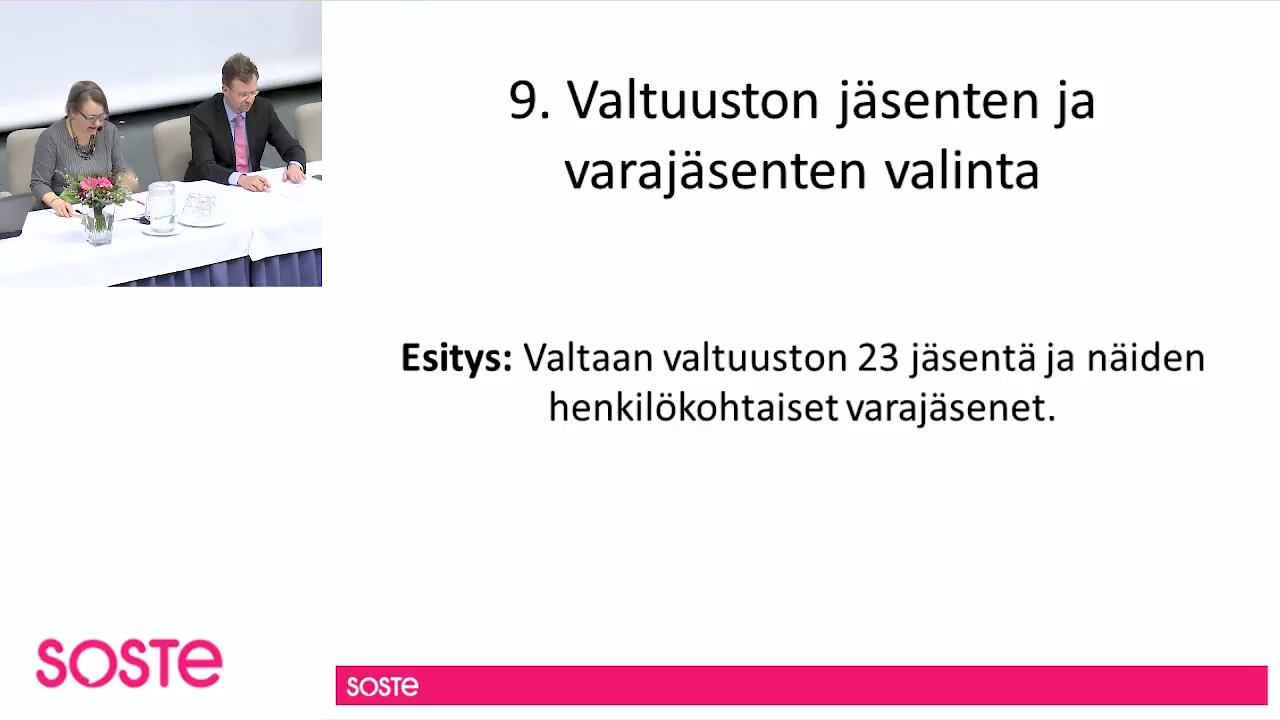 9. Valtuuston jäsenten ja
varajäsenten valinta
Esitys: Valtaan valtuuston 23 jäsentä ja näiden
henkilökohtaiset varajäsenet.
SOSTE
SOSTE